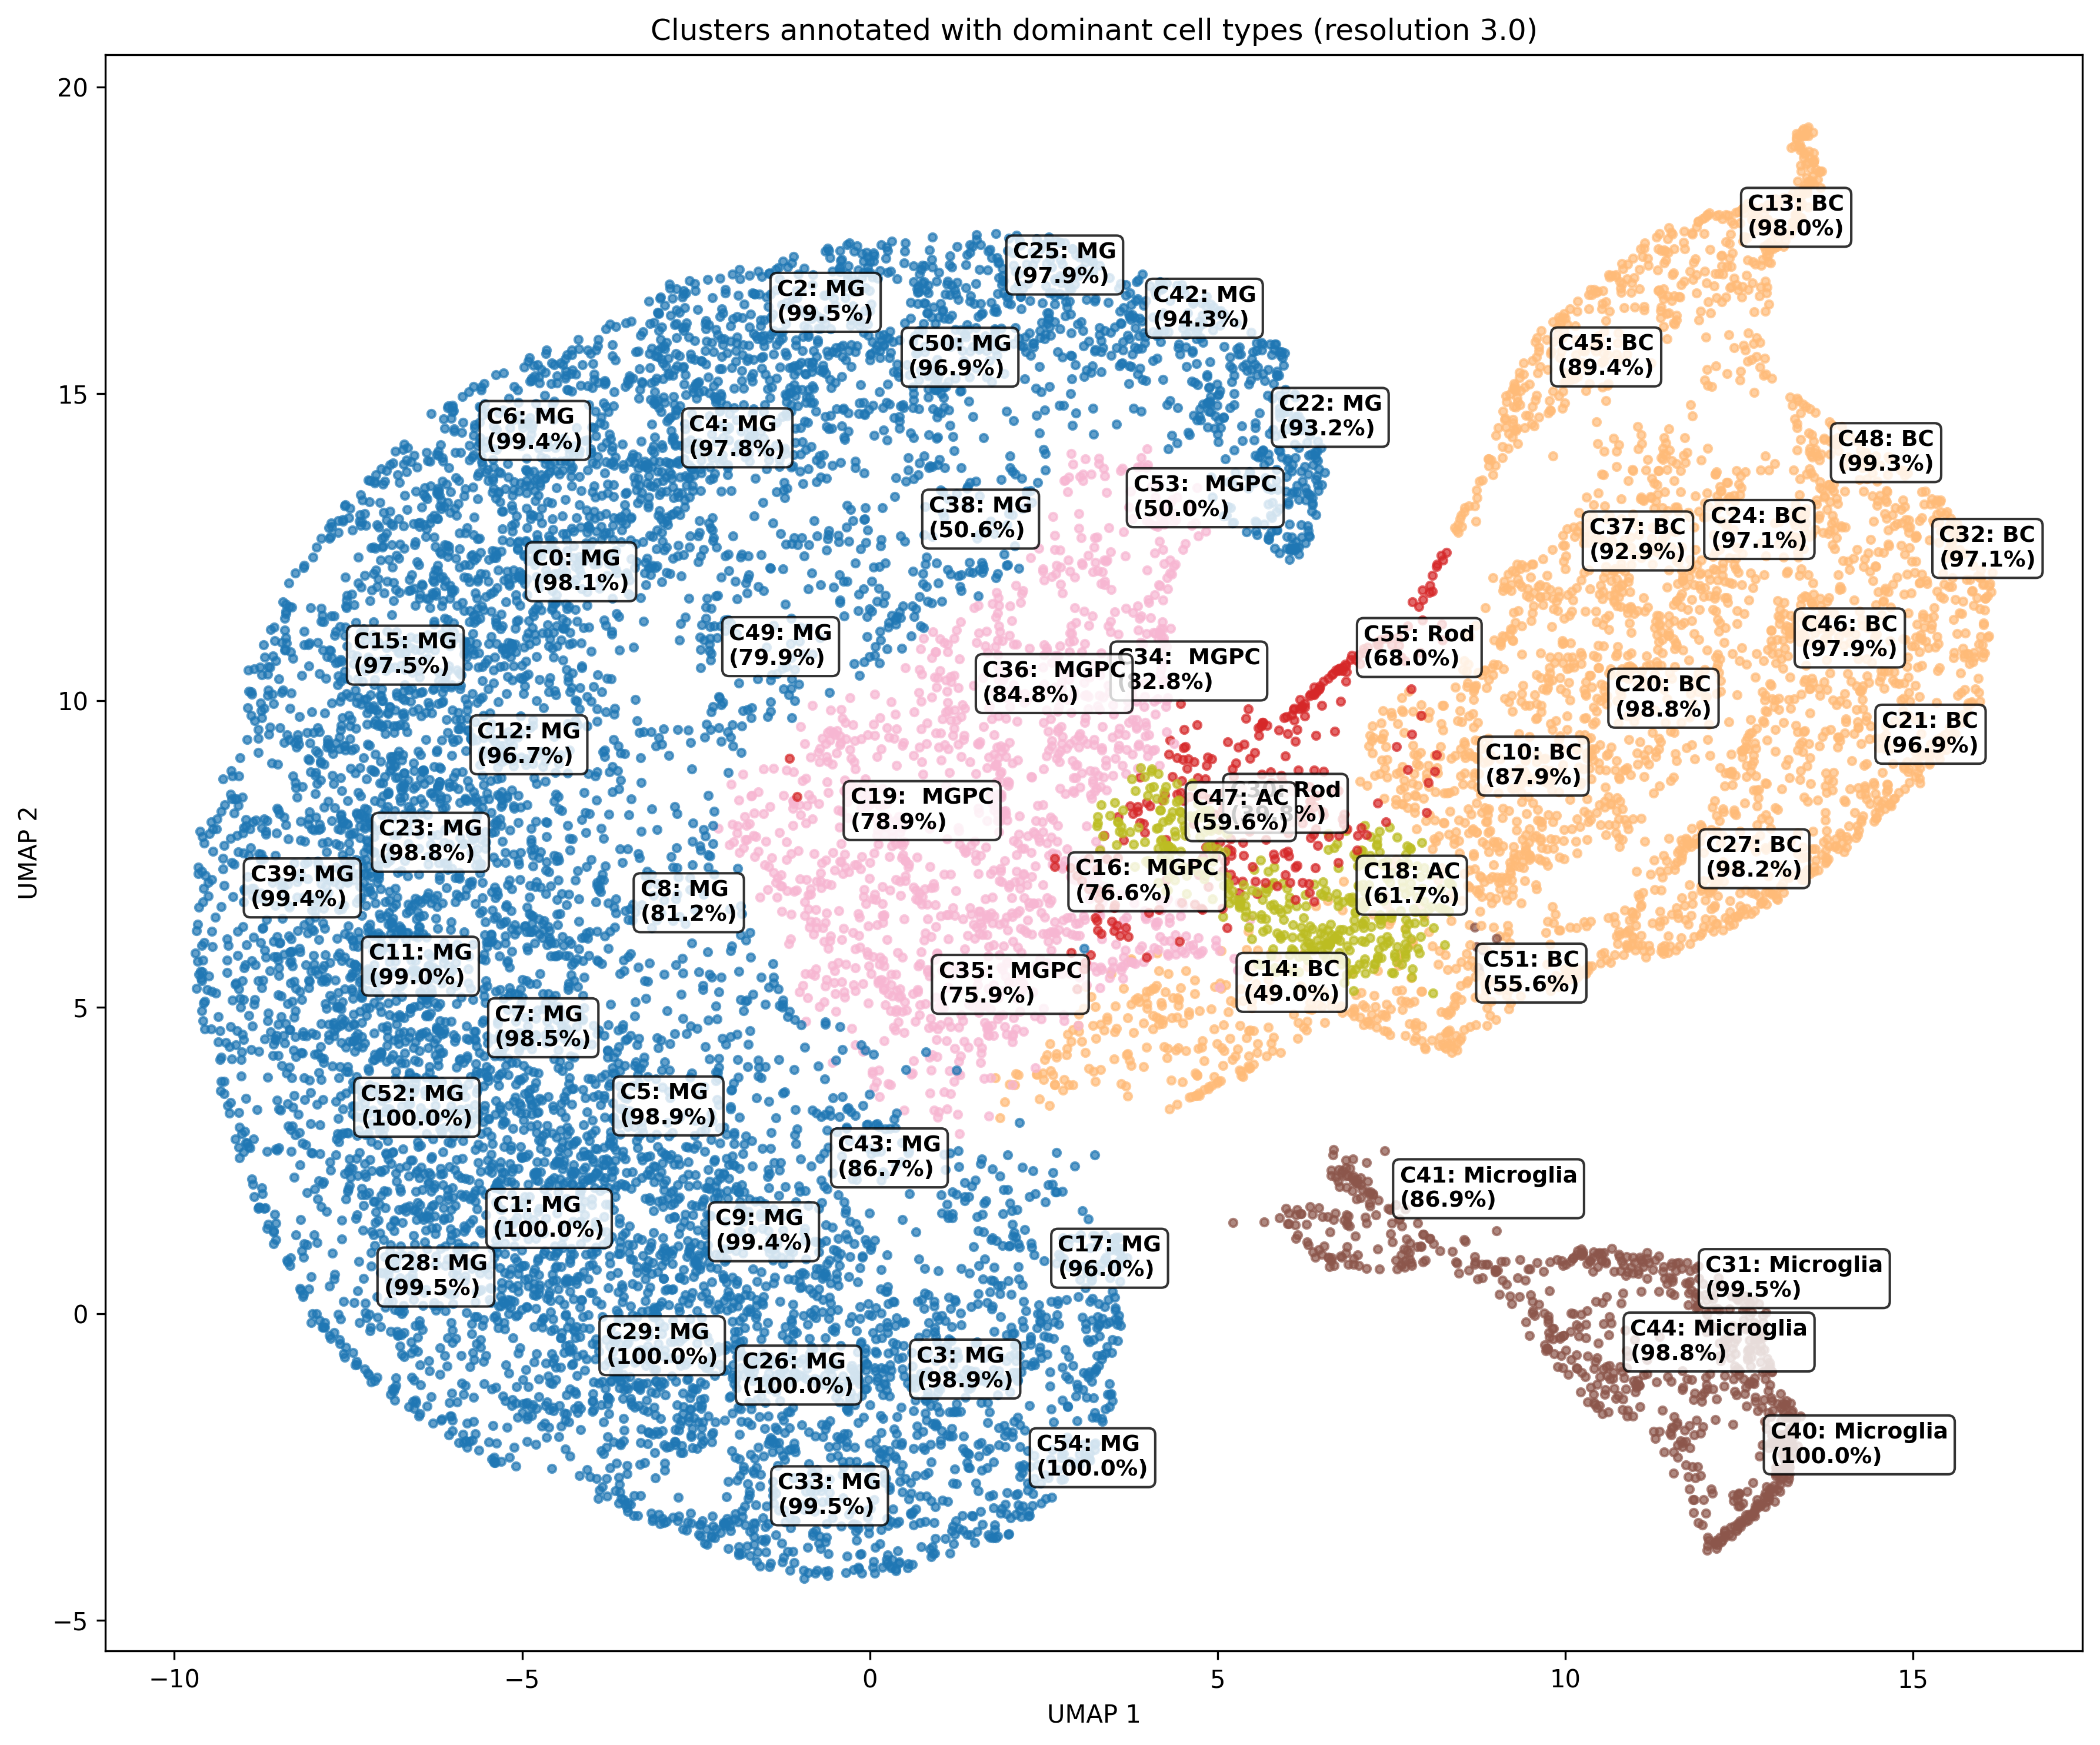 Clusters annotated with dominant cell types (resolution 3.0)
20
15
10
5
0
−5
UMAP 2
C13: BC
(98.0%)
C25: MG
(97.9%)
C2: MG
(99.5%)
C42: MG
(94.3%)
C50: MG
(96.9%)
C45: BC
(89.4%)
C22: MG
(93.2%)
C6: MG
(99.4%)
C4: MG
(97.8%)
C48: BC
(99.3%)
C53:  MGPC
(50.0%)
C38: MG
(50.6%)
C24: BC
(97.1%)
C37: BC
(92.9%)
C32: BC
(97.1%)
C0: MG
(98.1%)
C46: BC
(97.9%)
C49: MG
(79.9%)
C55: Rod
(68.0%)
C15: MG
(97.5%)
C34:  MGPC
(82.8%)
C36:  MGPC
(84.8%)
C20: BC
(98.8%)
C21: BC
(96.9%)
C12: MG
(96.7%)
C10: BC
(87.9%)
Rod
C47: AC
(59.6%)
C19:  MGPC
(78.9%)
C23: MG
(98.8%)
C27: BC
(98.2%)
C39: MG
(99.4%)
C16:  MGPC
(76.6%)
C18: AC
(61.7%)
C8: MG
(81.2%)
C11: MG
(99.0%)
C51: BC
(55.6%)
C14: BC
(49.0%)
C35:  MGPC
(75.9%)
C7: MG
(98.5%)
C52: MG
(100.0%)
C5: MG
(98.9%)
C43: MG
(86.7%)
C41: Microglia
(86.9%)
C1: MG
(100.0%)
C9: MG
(99.4%)
C17: MG
(96.0%)
C28: MG
(99.5%)
C31: Microglia
(99.5%)
C44: Microglia
(98.8%)
C29: MG
(100.0%)
C26: MG
(100.0%)
C3: MG
(98.9%)
C40: Microglia
(100.0%)
C54: MG
(100.0%)
C33: MG
(99.5%)
−10
−5
0
5
10
15
UMAP 1